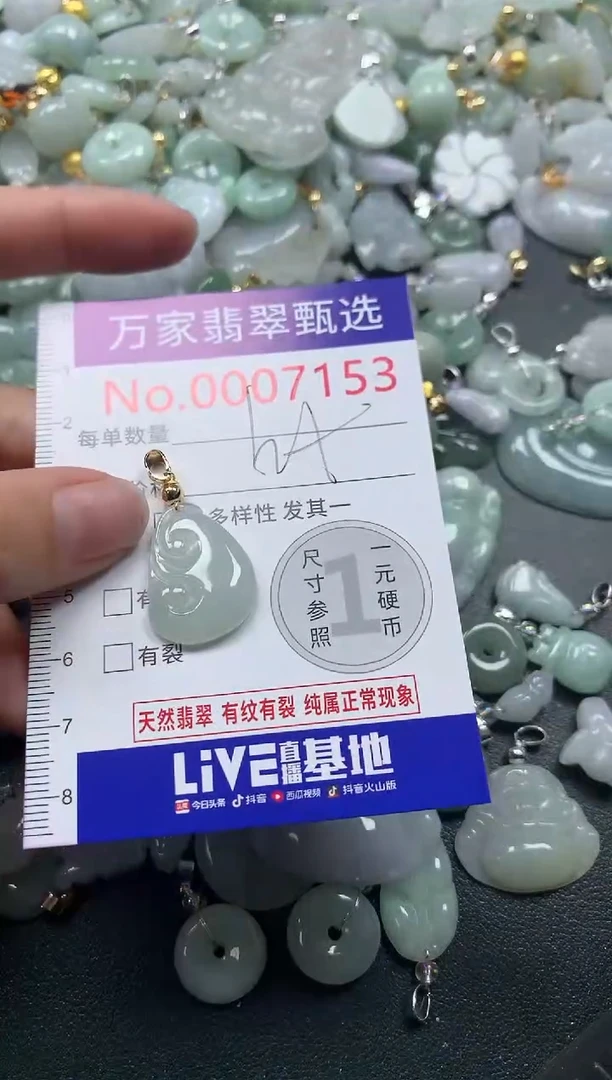 万家翡翠甄选
No.0007153
每单数量
多样性 发其一
尺寸参照
1
一元硬币
2
5
有
6
有裂
天然翡翠 有纹有裂 纯属正常现象
7
LiVE直播基地
8
今日头条 抖音 西瓜视频 抖音火山版